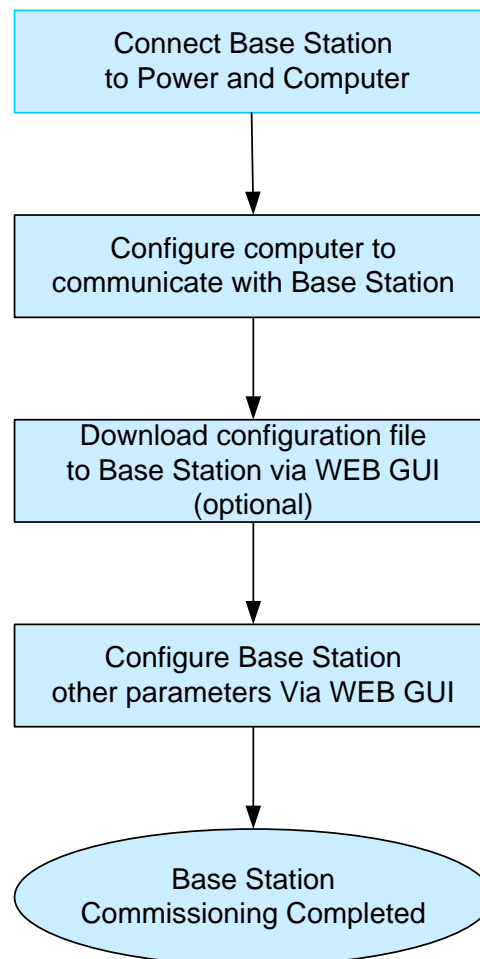 Connect Base Station
to Power and Computer
Configure computer to
communicate with Base Station
Download configuration file
to Base Station via WEB GUI
(optional)
Configure Base Station
other parameters Via WEB GUI
Base Station
Commissioning Completed